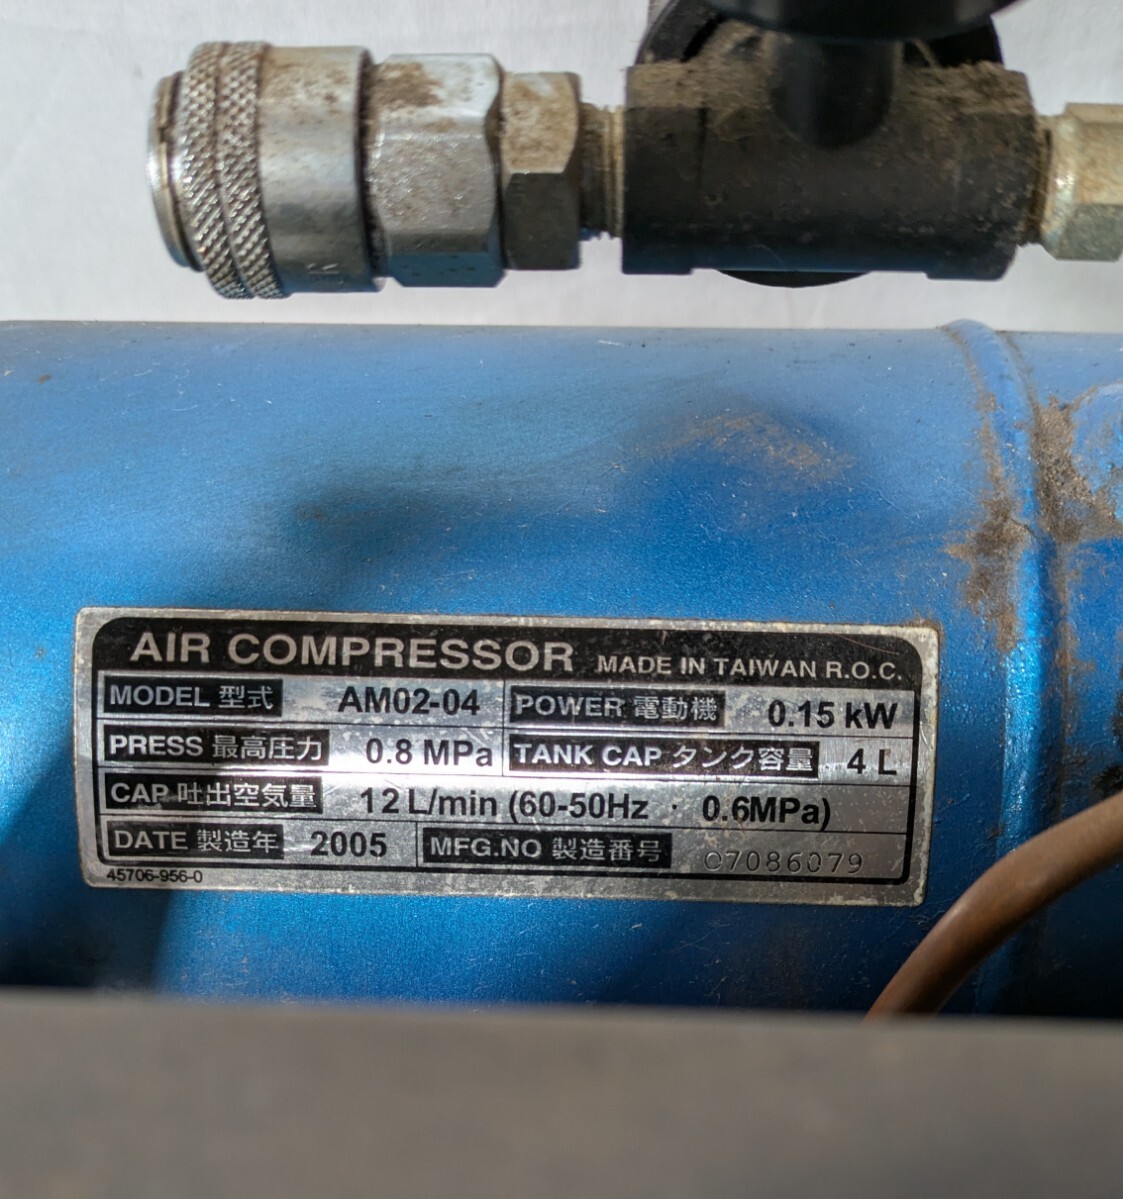 AIR COMPRESSOR MADE IN TAIWAN R.O.C.
MODEL 型式 AM02-04 POWER 電動機 0.15 kW
PRESS 最高圧力 0.8 MPa TANK CAP タンク容量 4 L
CAP 吐出空気量 12 L/min (60-50Hz · 0.6MPa)
DATE 製造年 2005 MFG.NO 製造番号 C7086079
45706-956-0